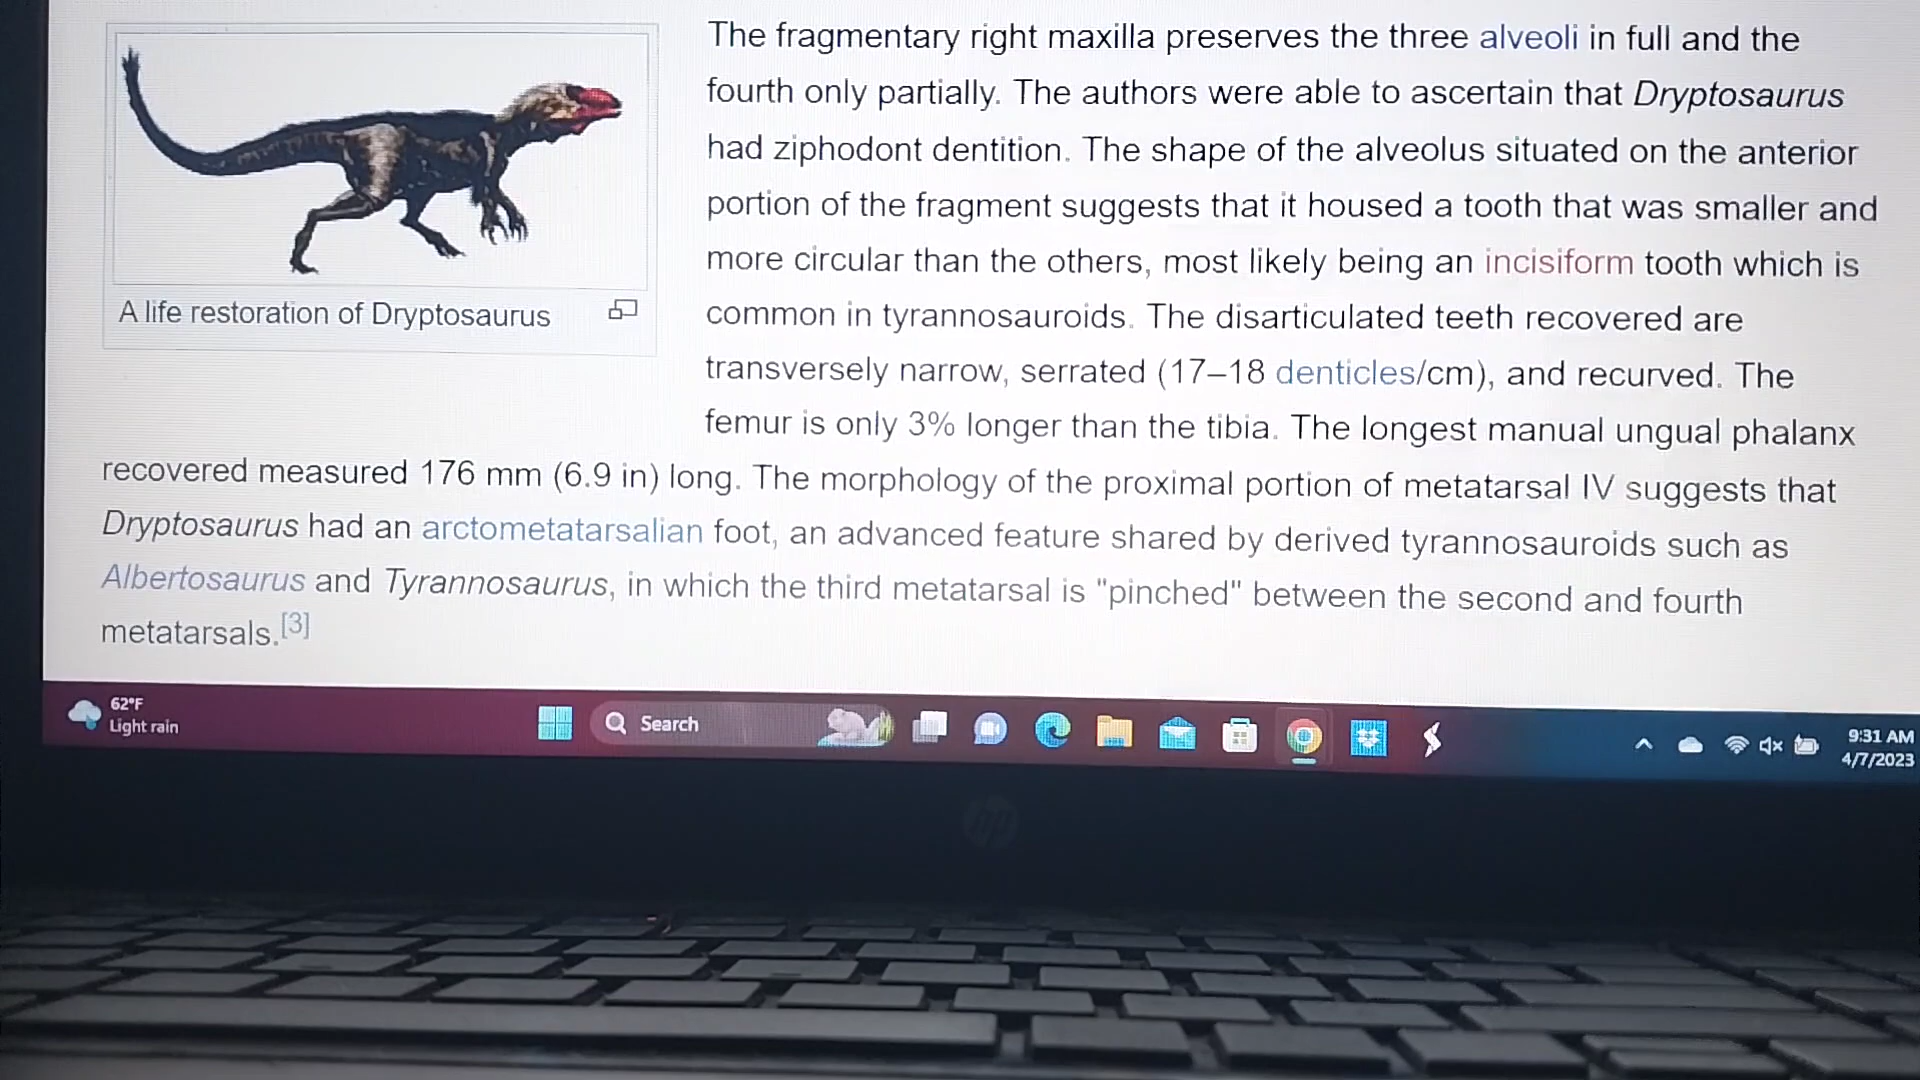 The fragmentary right maxilla preserves the three alveoli in full and the
fourth only partially. The authors were able to ascertain that Dryptosaurus
had ziphodont dentition. The shape of the alveolus situated on the anterior
portion of the fragment suggests that it housed a tooth that was smaller and
more circular than the others, most likely being an incisiform tooth which is
common in tyrannosauroids. The disarticulated teeth recovered are
transversely narrow, serrated (17–18 denticles/cm), and recurved. The
femur is only 3% longer than the tibia. The longest manual ungual phalanx
recovered measured 176 mm (6.9 in) long. The morphology of the proximal portion of metatarsal IV suggests that
Dryptosaurus had an arctometatarsalian foot, an advanced feature shared by derived tyrannosauroids such as
Albertosaurus and Tyrannosaurus, in which the third metatarsal is "pinched" between the second and fourth
metatarsals.[3]
A life restoration of Dryptosaurus
62°F
Light rain
Search
9:31 AM
4/7/2023
hp